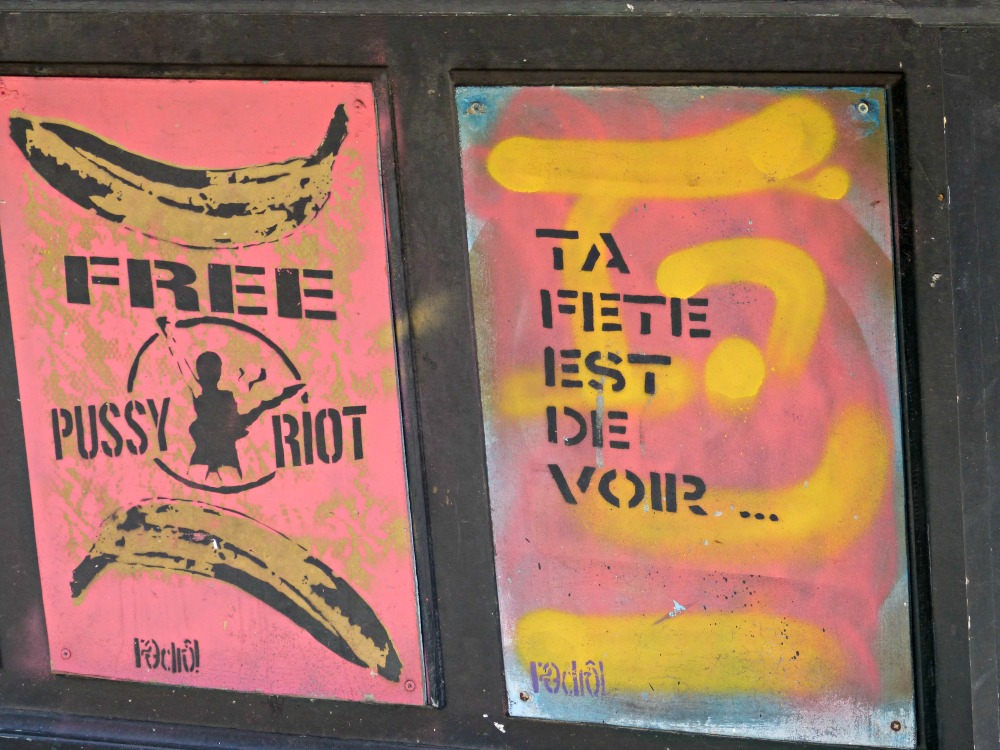 FREE
PUSSY RIOT
TA
FETE
EST
DE
VOIR ...